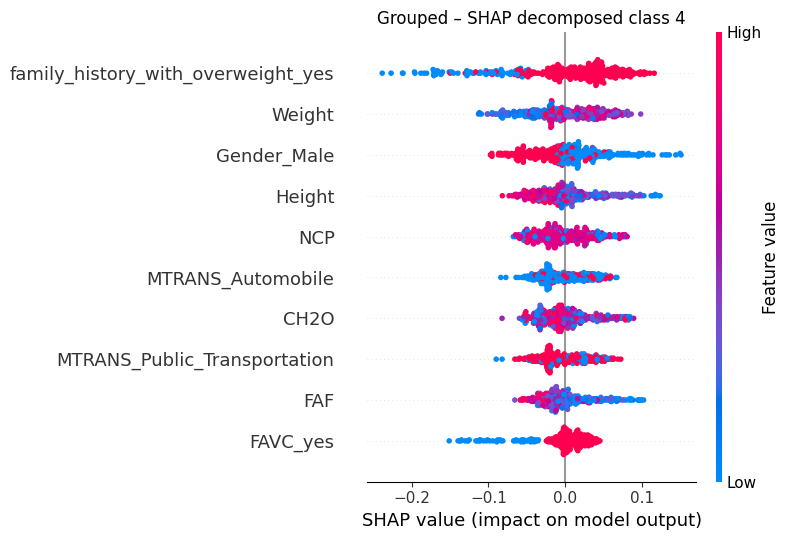 Grouped – SHAP decomposed class 4
High
family_history_with_overweight_yes
Weight
Gender_Male
Height
NCP
MTRANS_Automobile
CH2O
MTRANS_Public_Transportation
FAF
FAVC_yes
Feature value
Low
−0.2 −0.1 0.0 0.1
SHAP value (impact on model output)